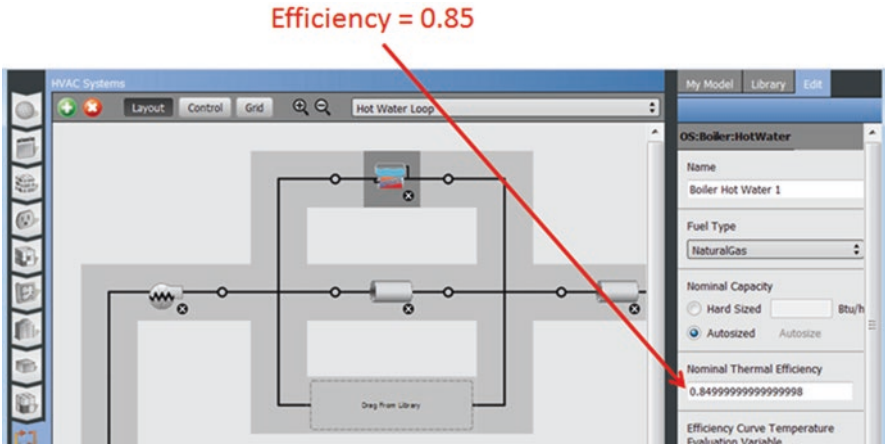 Efficiency = 0.85
HVAC Systems
Layout Control Grid Hot Water Loop
My Model Library Edit
OS:Boiler:HotWater
Name
Boiler Hot Water 1
Fuel Type
NaturalGas
Nominal Capacity
Hard Sized Btu/h
Autosized Autosize
Nominal Thermal Efficiency
0.84999999999999998
Efficiency Curve Temperature
Evaluation Variable
Drag From Library